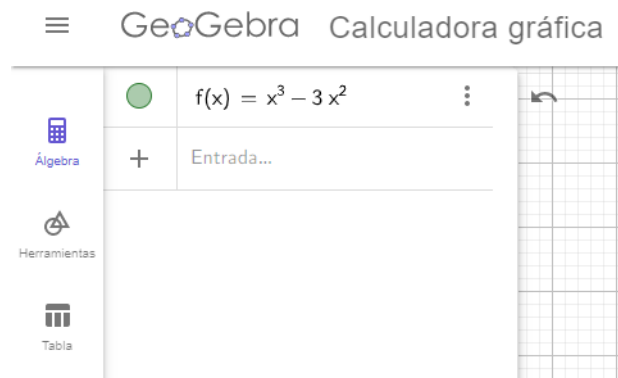 GeoGebra Calculadora gráfica
f(x) = x³ − 3 x²
Álgebra
+ Entrada...
Herramientas
Tabla